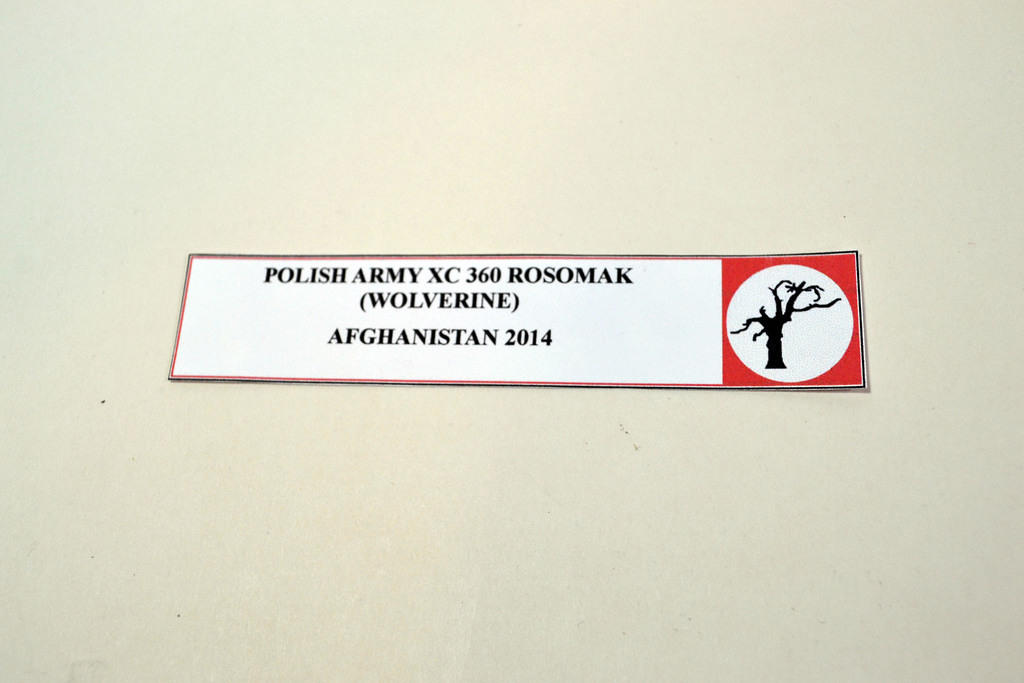 POLISH ARMY XC 360 ROSOMAK
(WOLVERINE)
AFGHANISTAN 2014